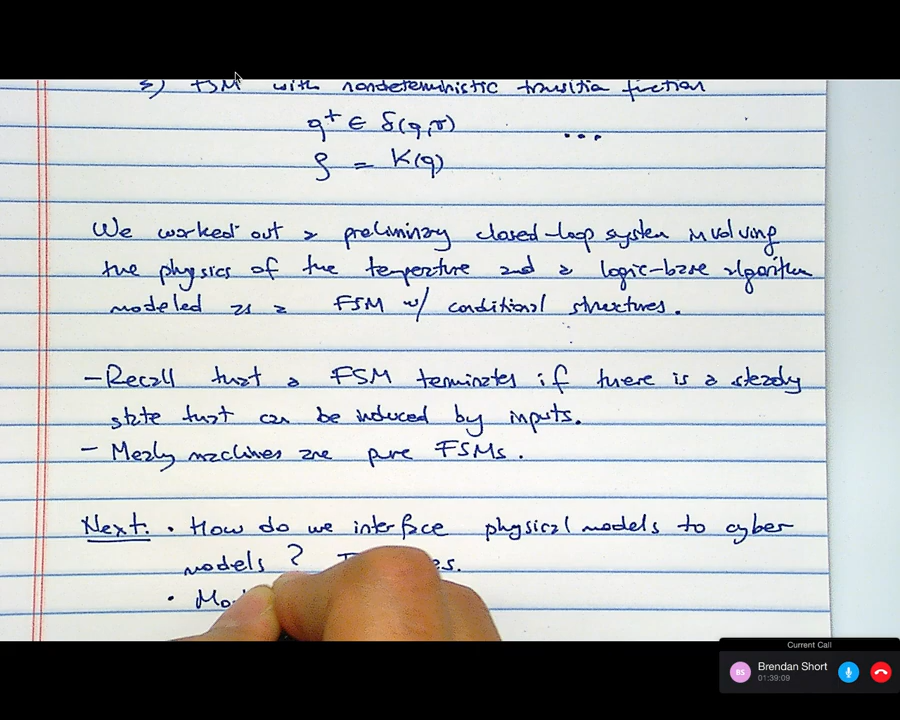 FSM with nondeterministic transition function
q⁺ ∈ δ(q,σ) ...
ζ = κ(q)
We worked out a preliminary closed-loop system involving
the physics of the temperature and a logic-base algorithm
modeled as a FSM w/ conditional structures.
- Recall that a FSM terminates if there is a steady
state that can be induced by inputs.
- Mealy machines are pure FSMs.
Next: • How do we interface physical models to cyber
models?
•
Current Call
BS Brendan Short
01:39:09